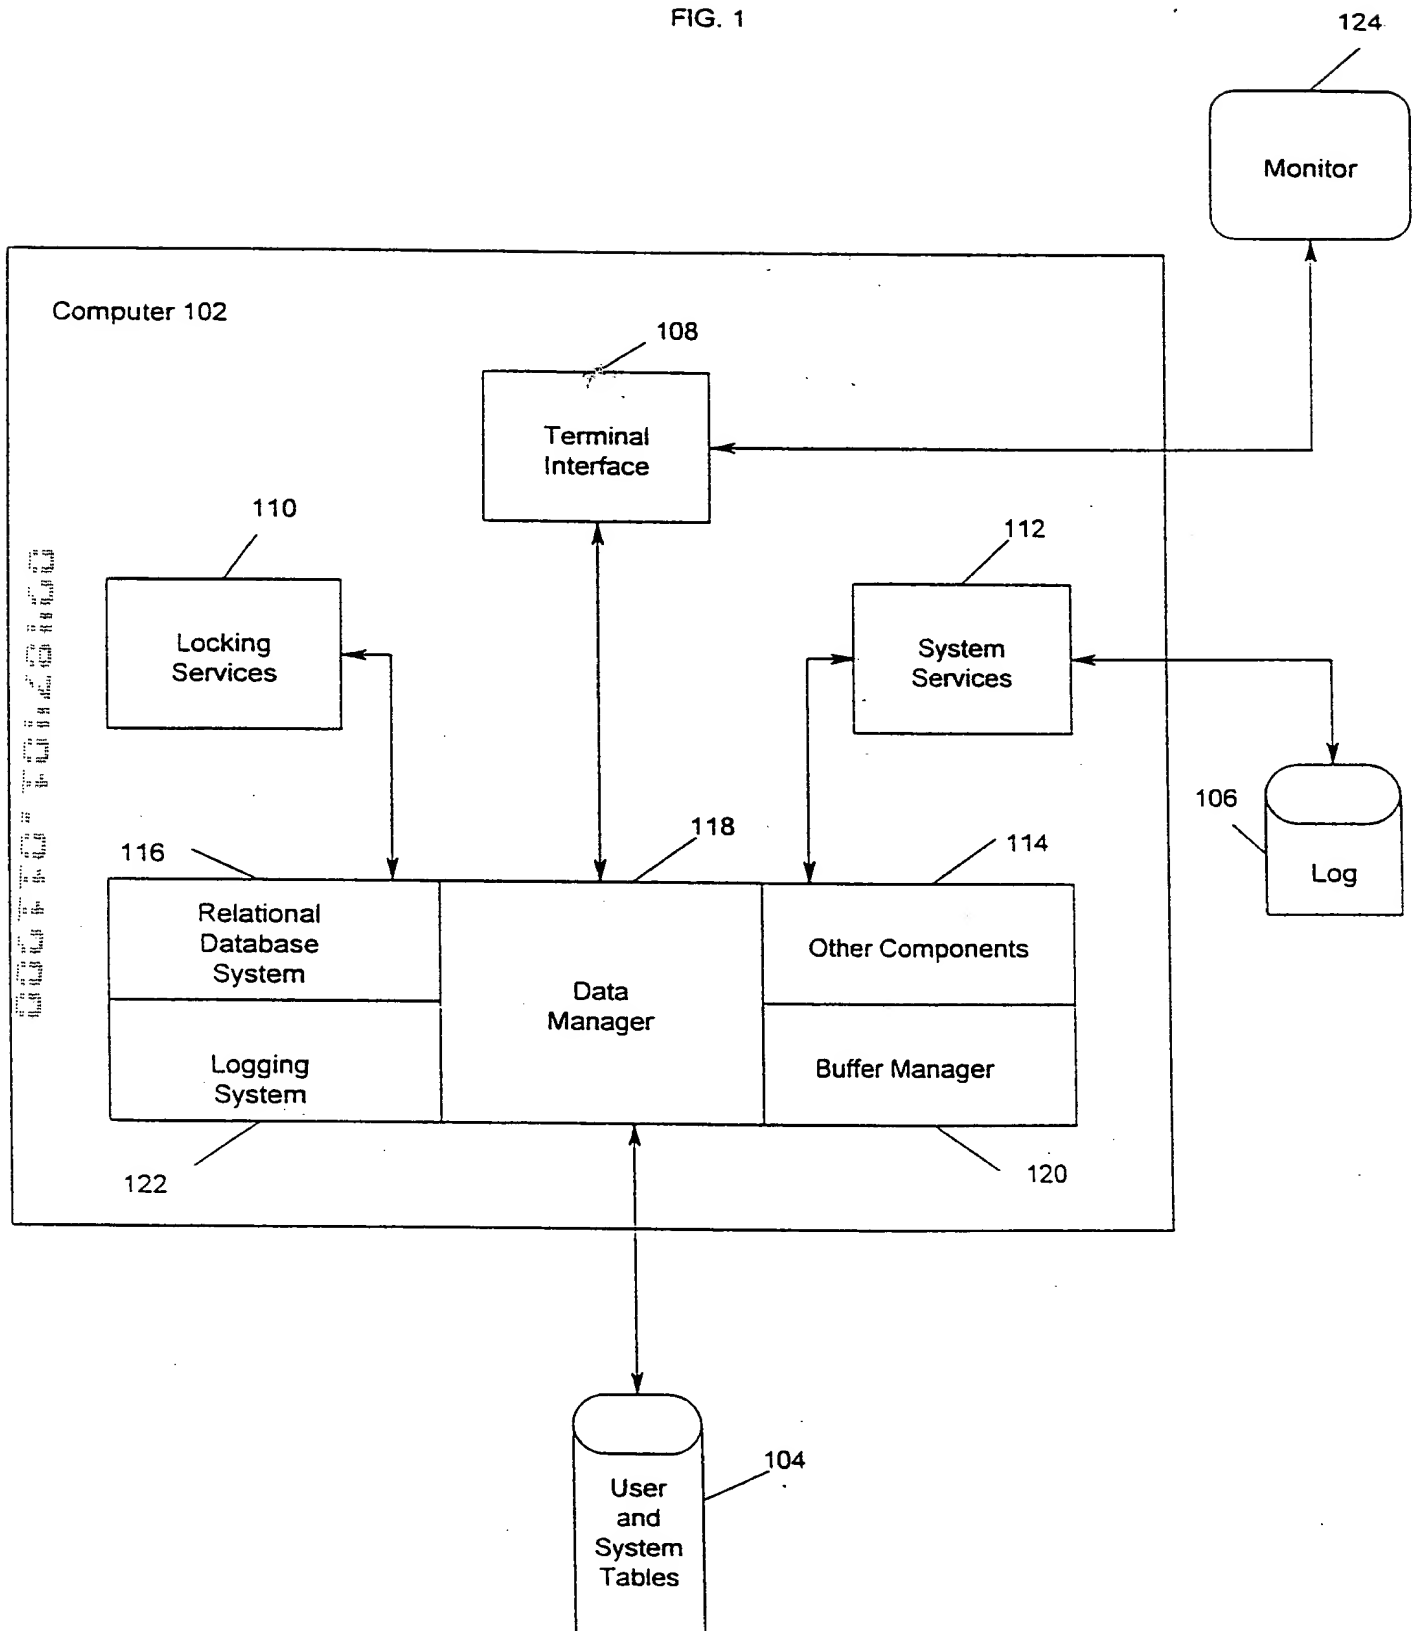 FIG. 1
124
Monitor
Computer 102
108
Terminal
Interface
110
112
Locking
Services
System
Services
106
Log
116
118
114
Relational
Database
System
Data
Manager
Other Components
Logging
System
Buffer Manager
122
120
104
User
and
System
Tables